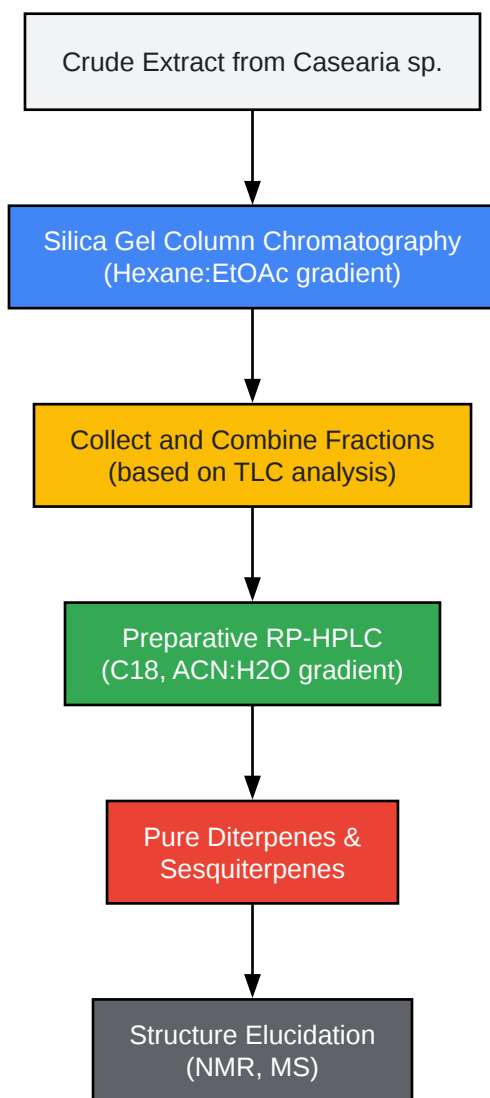 Crude Extract from Casearia sp.
Silica Gel Column Chromatography
(Hexane:EtOAc gradient)
Collect and Combine Fractions
(based on TLC analysis)
Preparative RP-HPLC
(C18, ACN:H2O gradient)
Pure Diterpenes &
Sesquiterpenes
Structure Elucidation
(NMR, MS)